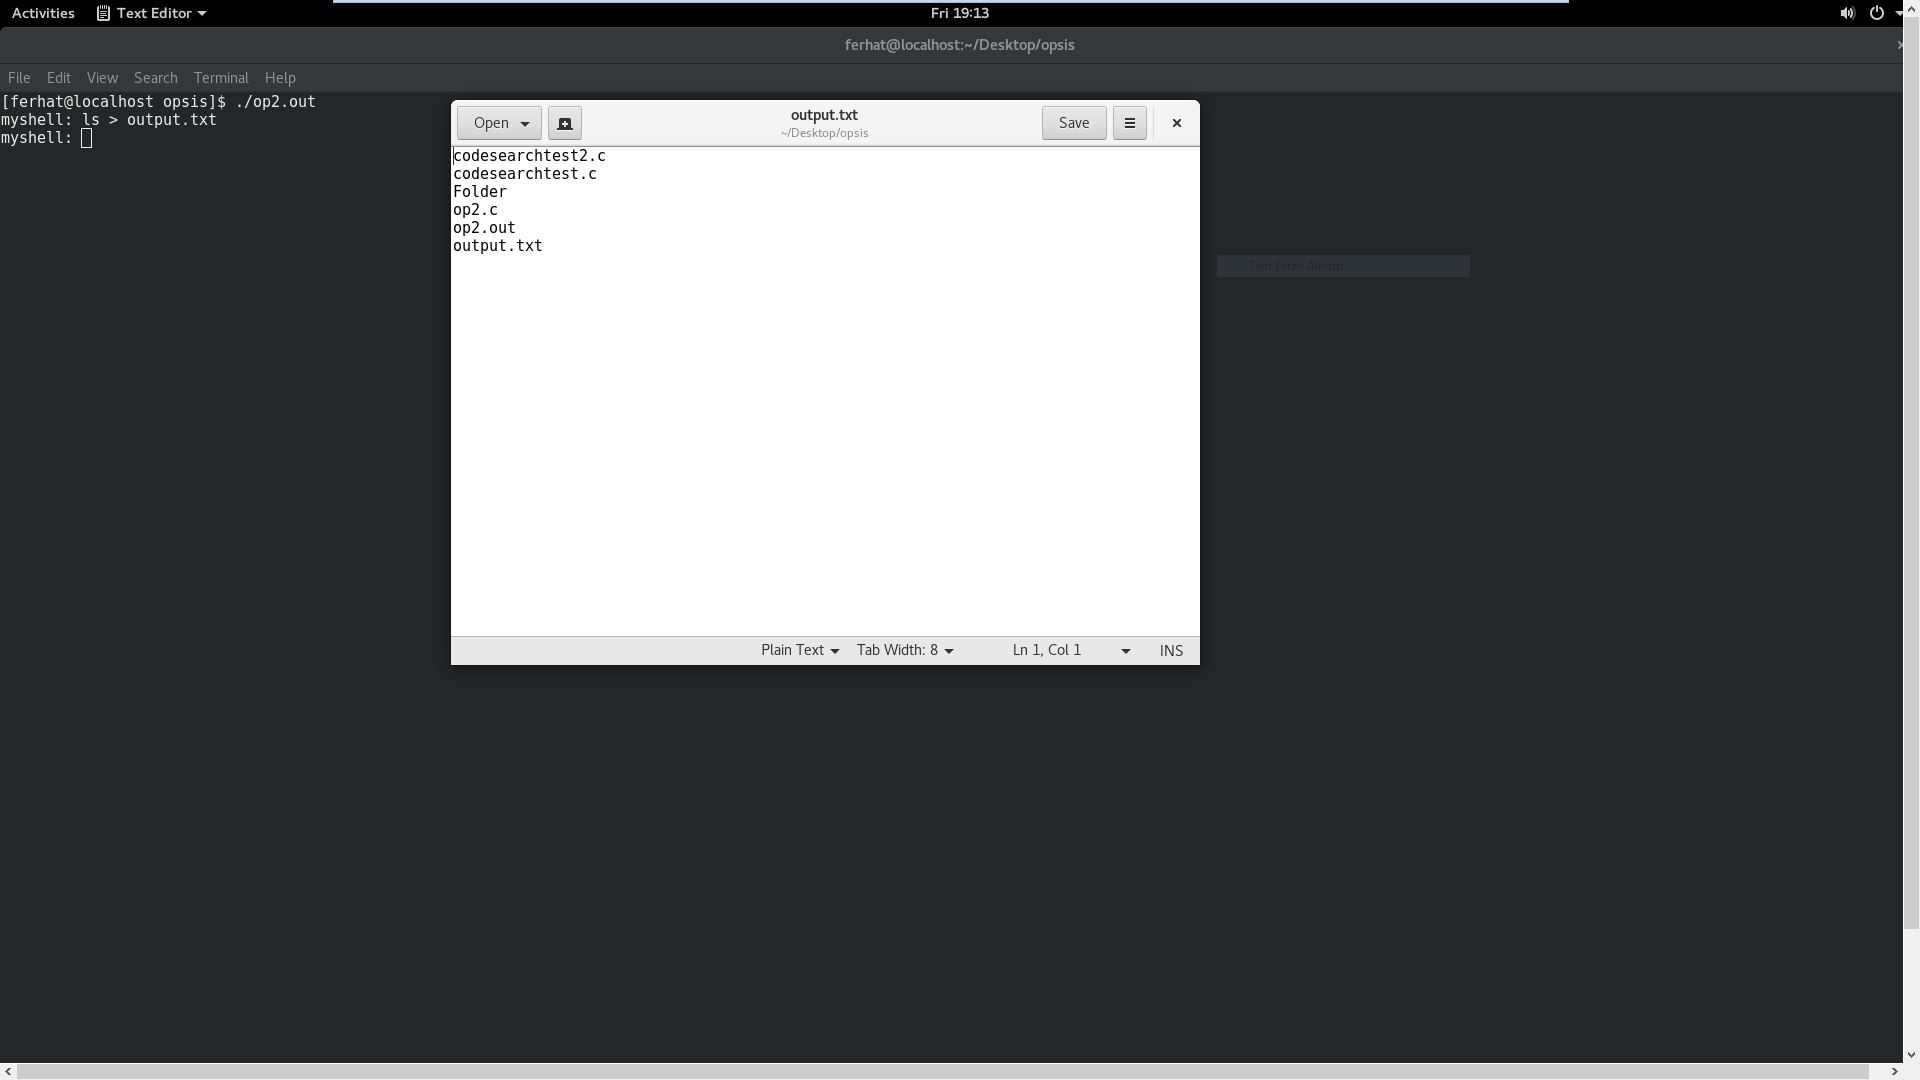 Activities Text Editor Fri 19:13
ferhat@localhost:~/Desktop/opsis
File Edit View Search Terminal Help
[ferhat@localhost opsis]$ ./op2.out
myshell: ls > output.txt
myshell:
Open output.txt Save
~/Desktop/opsis
codesearchtest2.c
codesearchtest.c
Folder
op2.c
op2.out
output.txt
Tam Ekran Alıntısı
Plain Text Tab Width: 8 Ln 1, Col 1 INS